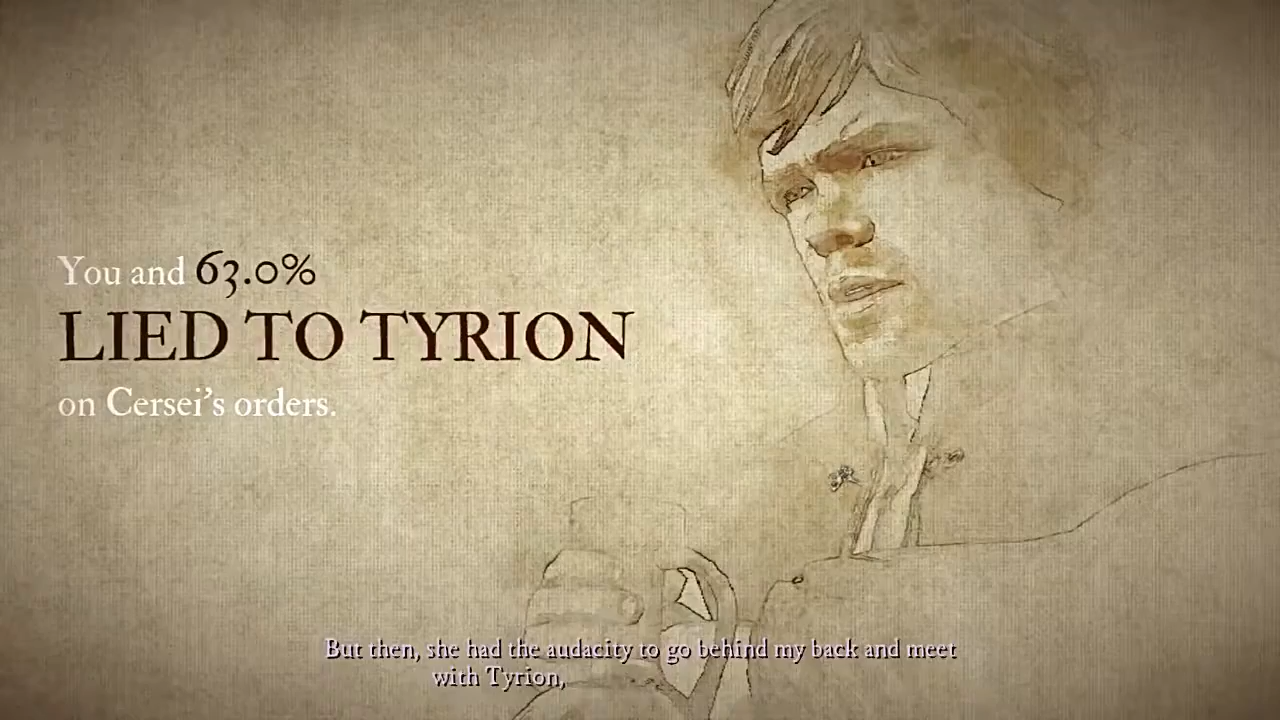 You and 63.0%
LIED TO TYRION
on Cersei's orders.
But then, she had the audacity to go behind my back and meet
with Tyrion,